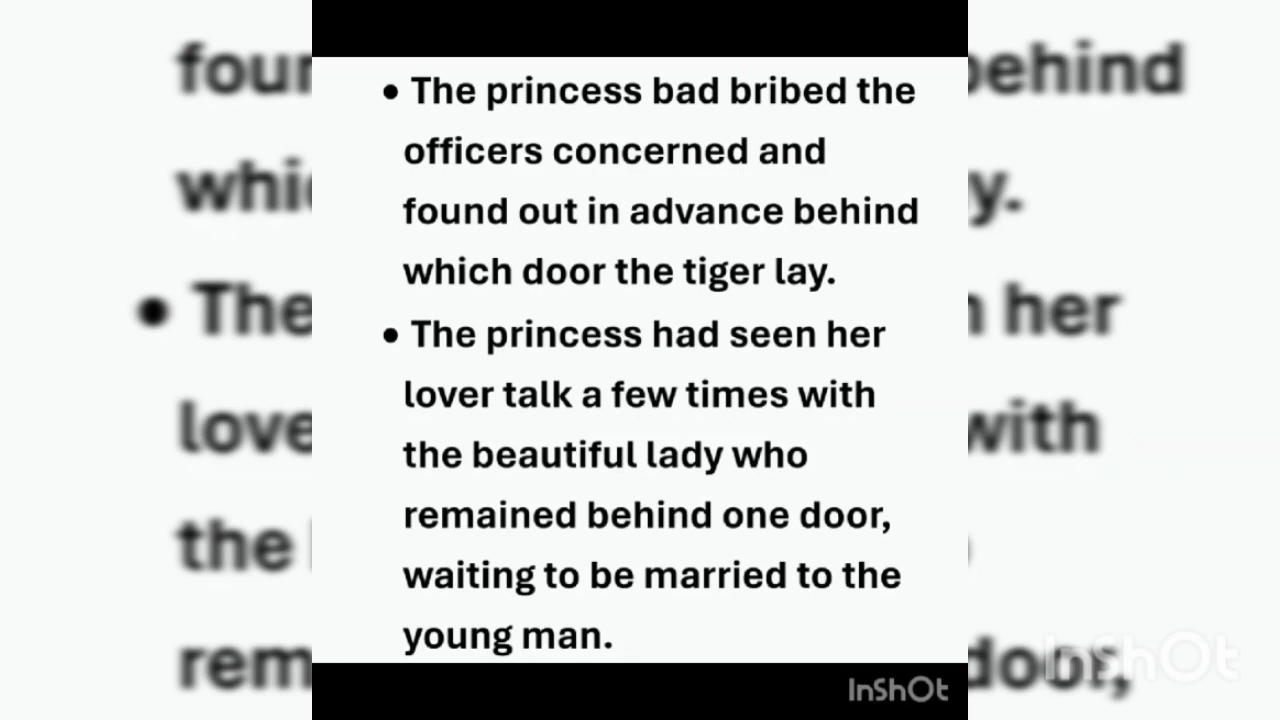 • The princess bad bribed the
officers concerned and
found out in advance behind
which door the tiger lay.
• The princess had seen her
lover talk a few times with
the beautiful lady who
remained behind one door,
waiting to be married to the
young man.
InShOt
InShOt